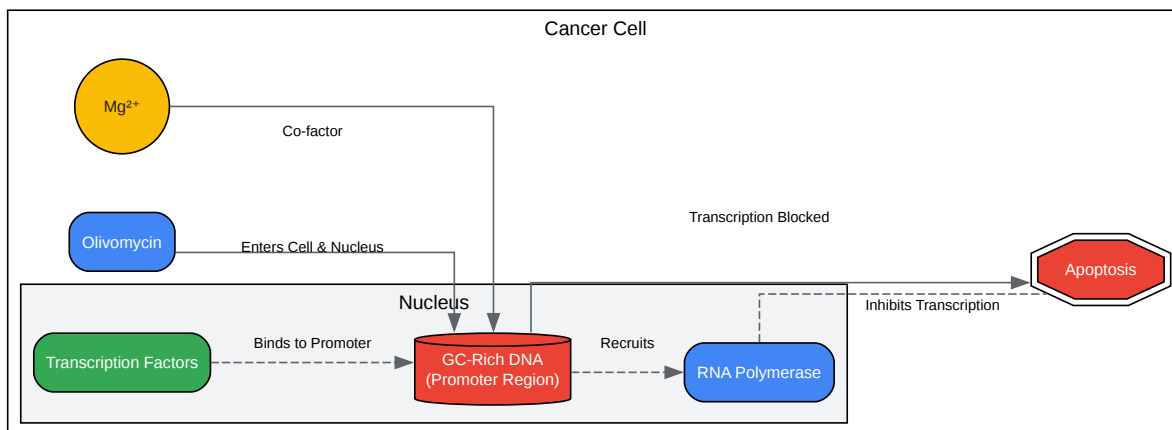 Cancer Cell
Mg²⁺
Co-factor
Olivomycin
Enters Cell & Nucleus
Transcription Blocked
Apoptosis
Inhibits Transcription
Nucleus
Transcription Factors
Binds to Promoter
GC-Rich DNA
(Promoter Region)
Recruits
RNA Polymerase